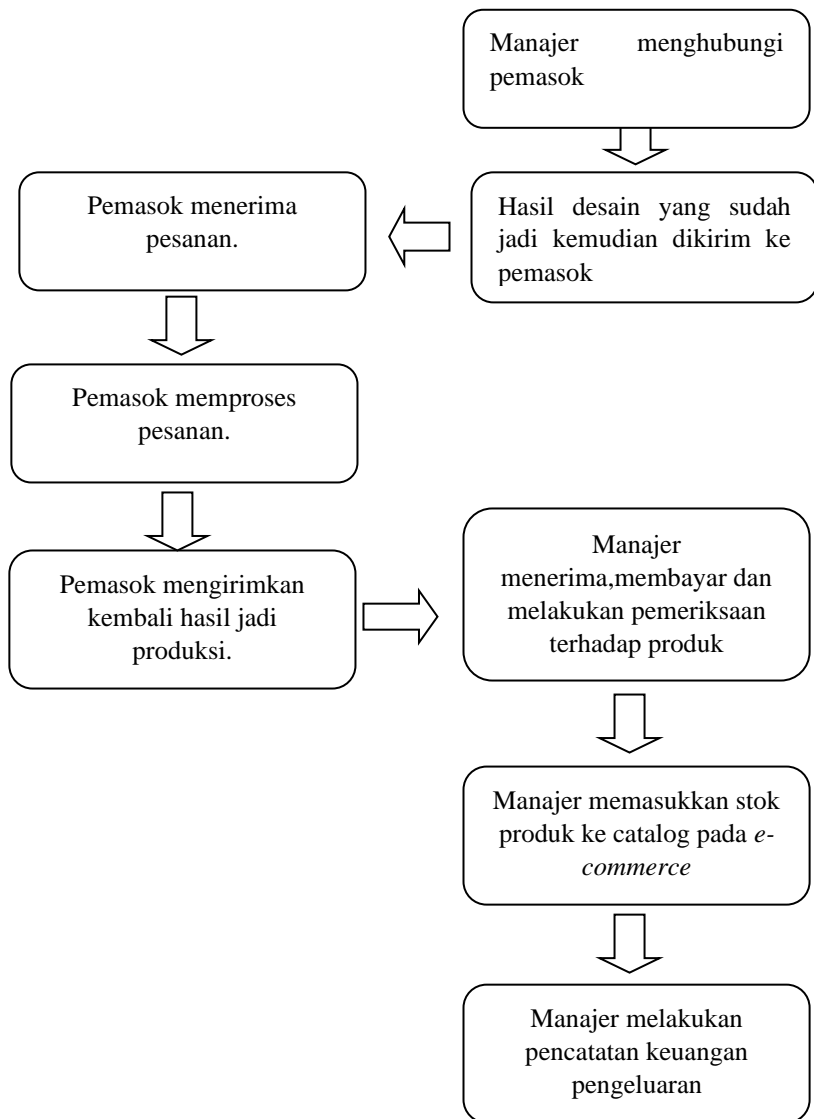 Manajer menghubungi
pemasok
Hasil desain yang sudah
jadi kemudian dikirim ke
pemasok
Pemasok menerima
pesanan.
Pemasok memproses
pesanan.
Pemasok mengirimkan
kembali hasil jadi
produksi.
Manajer
menerima,membayar dan
melakukan pemeriksaan
terhadap produk
Manajer memasukkan stok
produk ke catalog pada e-
commerce
Manajer melakukan
pencatatan keuangan
pengeluaran